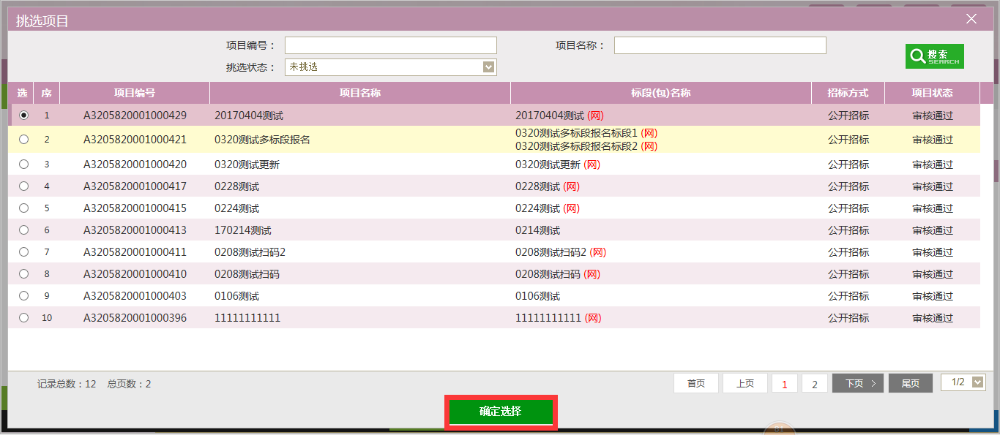 挑选项目
项目编号：
项目名称：
搜索
SEARCH
挑选状态：
未挑选
选 序 项目编号 项目名称 标段(包)名称 招标方式 项目状态
1 A3205820001000429 20170404测试 20170404测试 (网) 公开招标 审核通过
2 A3205820001000421 0320测试多标段报名 0320测试多标段报名标段1 (网) 公开招标 审核通过
0320测试多标段报名标段2 (网)
3 A3205820001000420 0320测试更新 0320测试更新 (网) 公开招标 审核通过
4 A3205820001000417 0228测试 0228测试 (网) 公开招标 审核通过
5 A3205820001000415 0224测试 0224测试 (网) 公开招标 审核通过
6 A3205820001000413 170214测试 0214测试 公开招标 审核通过
7 A3205820001000411 0208测试扫码2 0208测试扫码2 (网) 公开招标 审核通过
8 A3205820001000410 0208测试扫码 0208测试扫码 (网) 公开招标 审核通过
9 A3205820001000403 0106测试 0106测试 公开招标 审核通过
10 A3205820001000396 11111111111 11111111111 (网) 公开招标 审核通过
记录总数：12 总页数：2
首页 上页 1 2 下页 尾页 1/2
确定选择